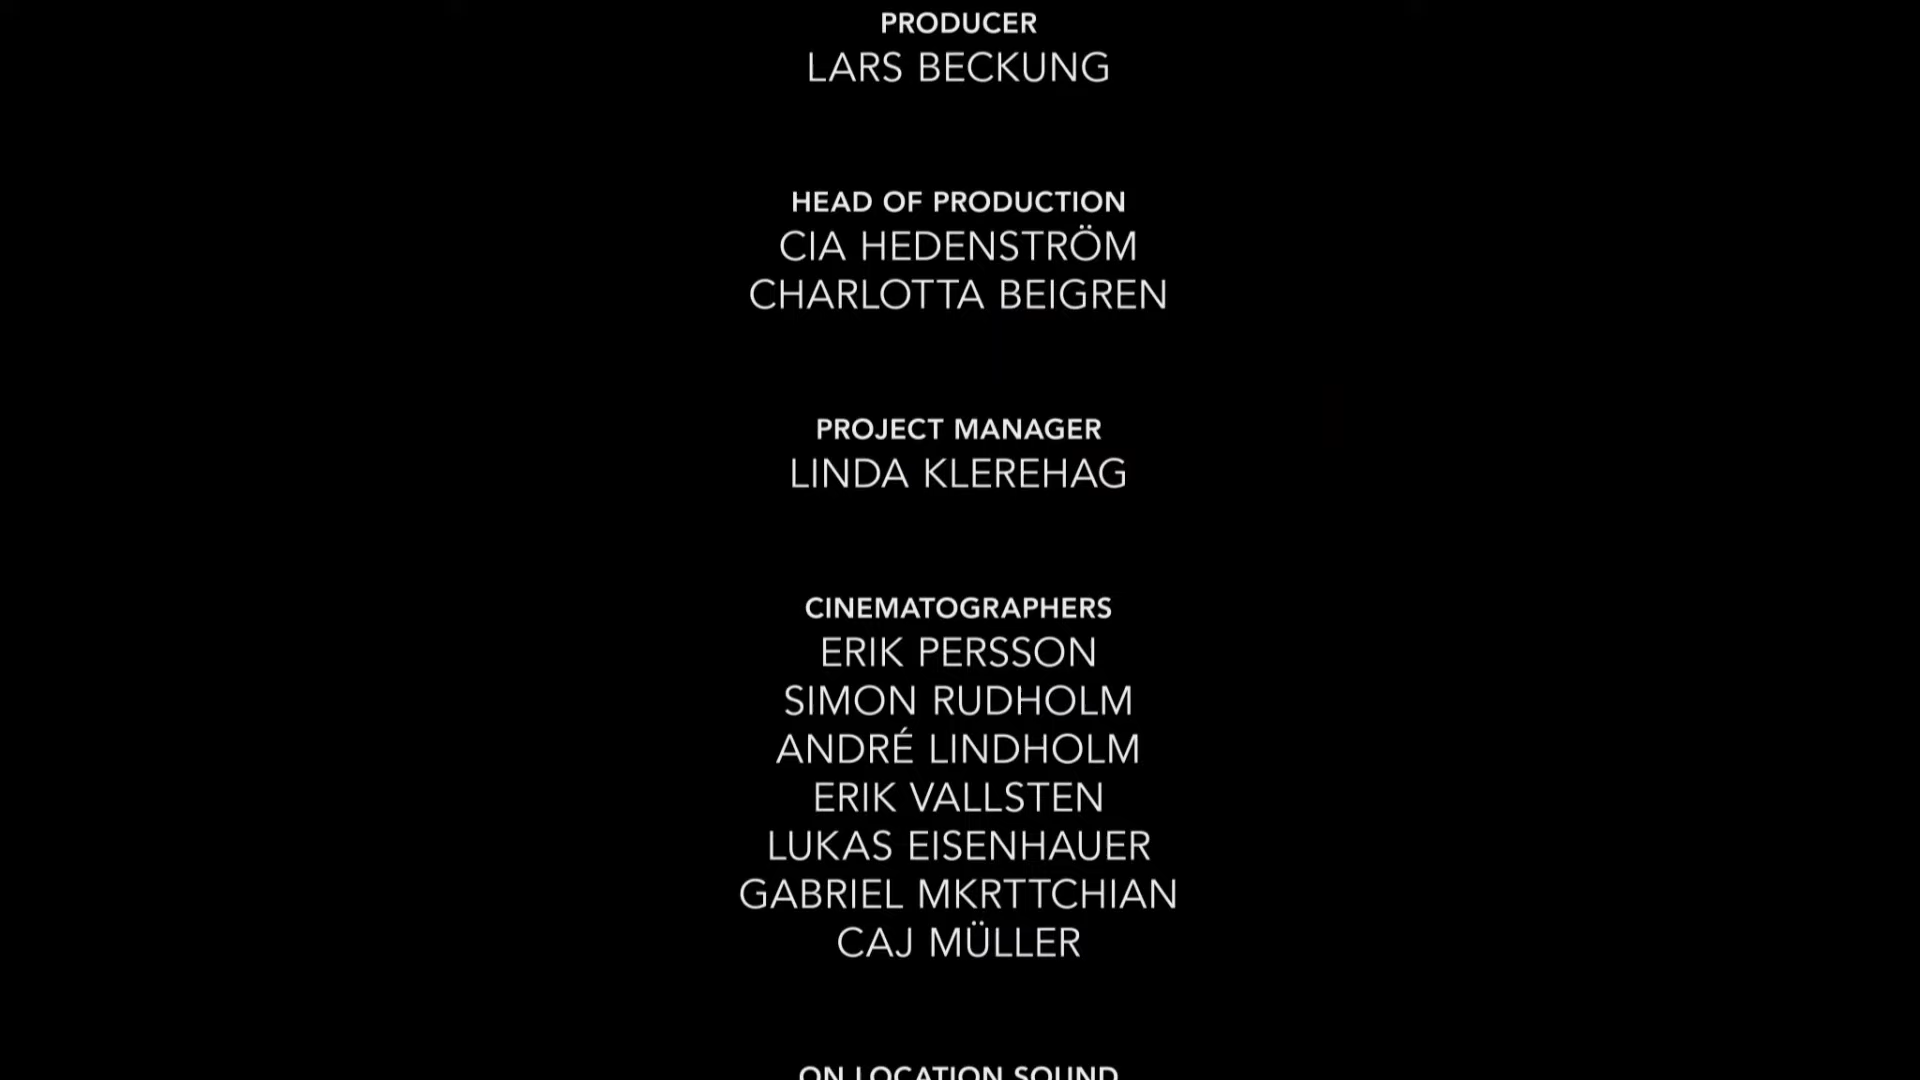 PRODUCER
LARS BECKUNG
HEAD OF PRODUCTION
CIA HEDENSTRÖM
CHARLOTTA BEIGREN
PROJECT MANAGER
LINDA KLEREHAG
CINEMATOGRAPHERS
ERIK PERSSON
SIMON RUDHOLM
ANDRÉ LINDHOLM
ERIK VALLSTEN
LUKAS EISENHAUER
GABRIEL MKRTTCHIAN
CAJ MÜLLER
ON LOCATION SOUND